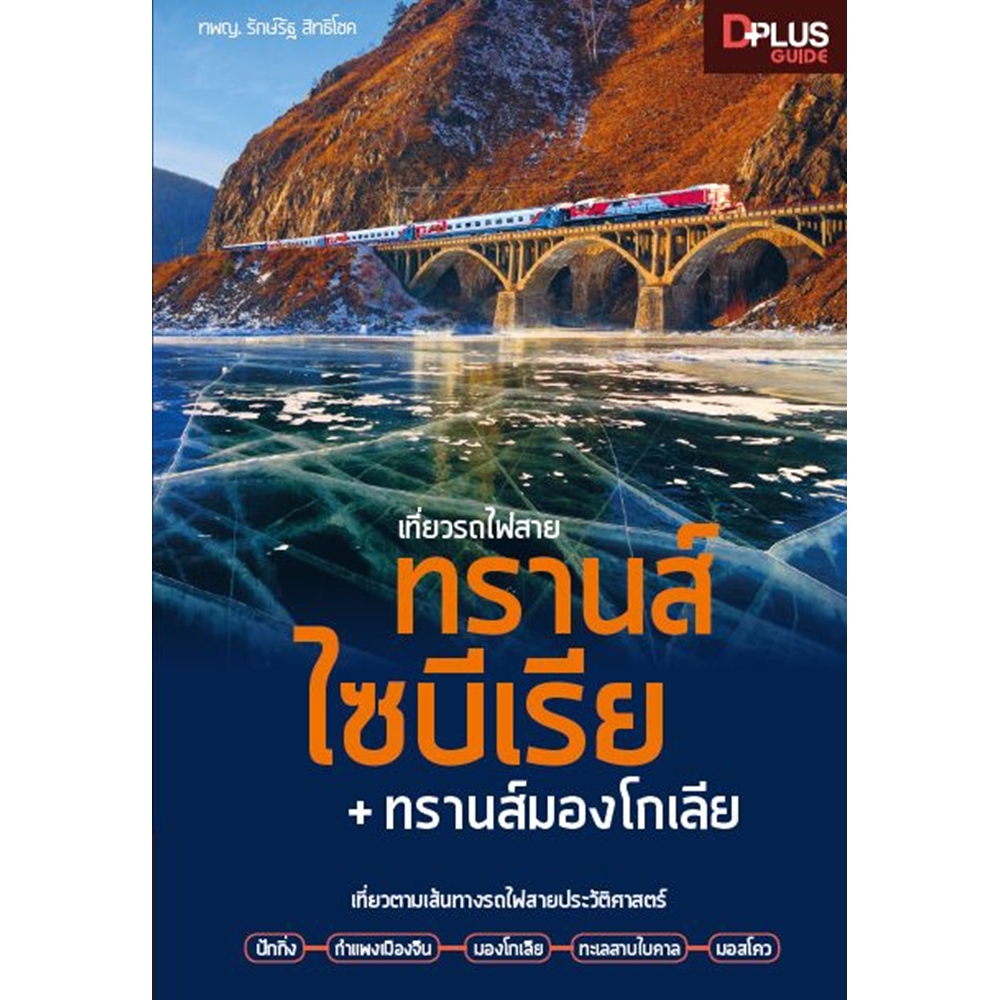 ทพญ. รักษ์รัฐ สิทธิโชค
DPLUS
GUIDE
เที่ยวรถไฟสาย
ทรานส์
ไซบีเรีย
+ ทรานส์มองโกเลีย
เที่ยวตามเส้นทางรถไฟสายประวัติศาสตร์
ปักกิ่ง กำแพงเมืองจีน มองโกเลีย ทะเลสาบไบคาล มอสโคว